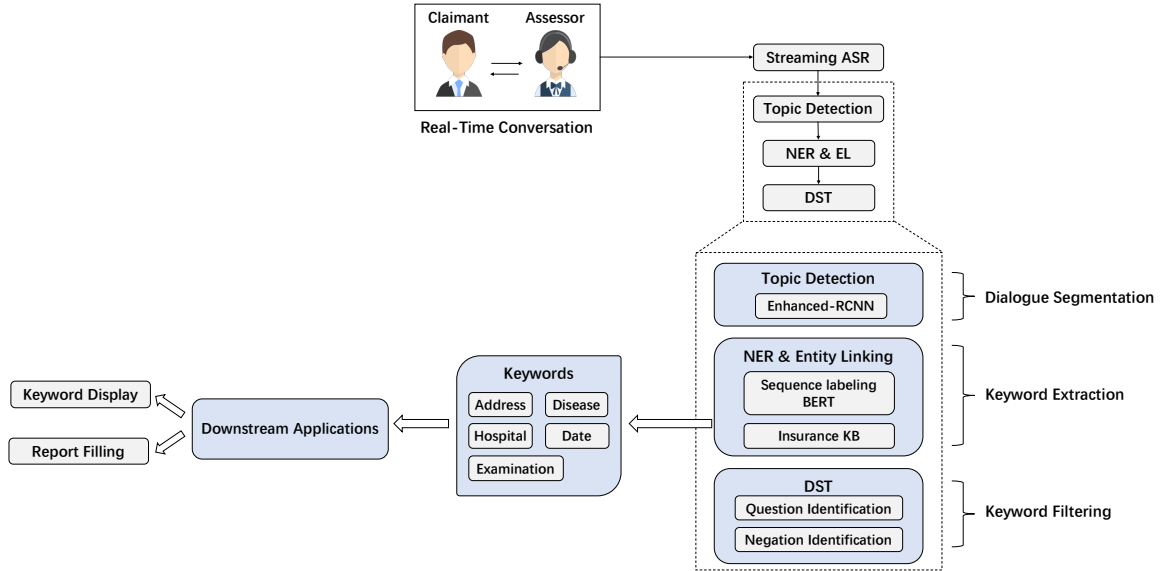 Claimant
Assessor
Real-Time Conversation
Streaming ASR
Topic Detection
NER & EL
DST
Topic Detection
Enhanced-RCNN
Dialogue Segmentation
NER & Entity Linking
Sequence labeling
BERT
Insurance KB
Keyword Extraction
DST
Question Identification
Negation Identification
Keyword Filtering
Keywords
Address
Disease
Hospital
Date
Examination
Downstream Applications
Keyword Display
Report Filling